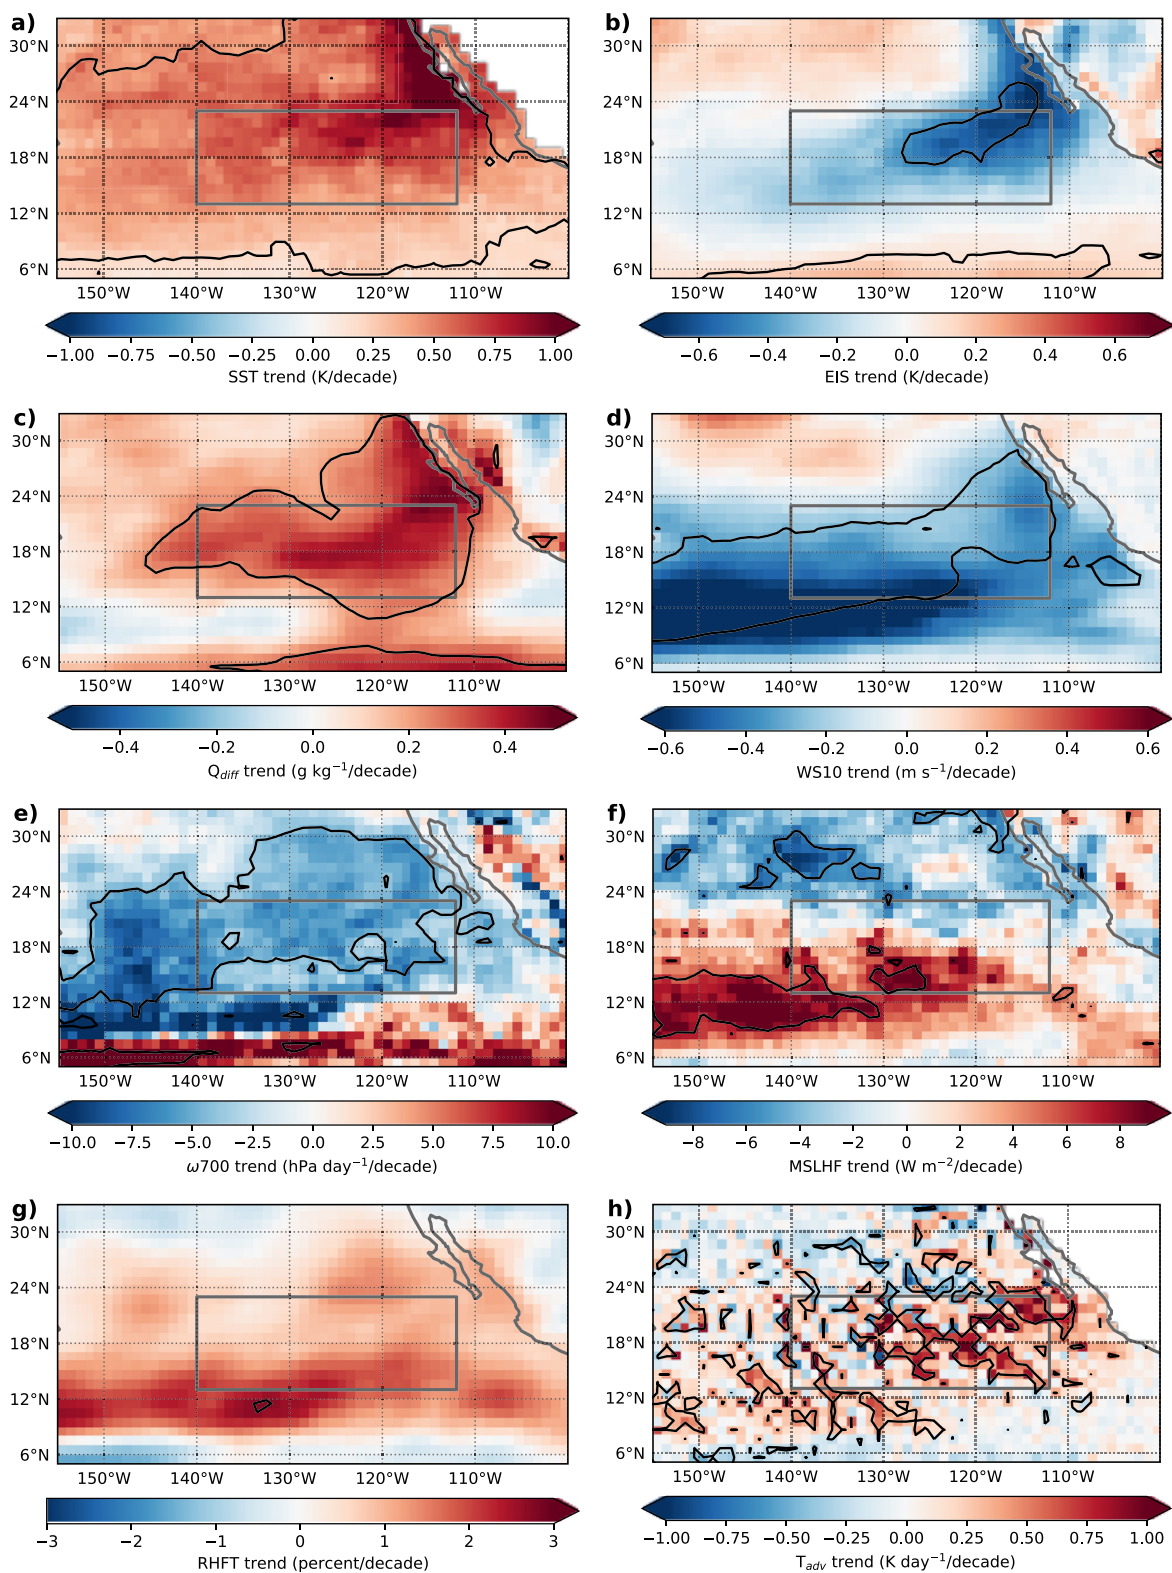 a)
30°N
24°N
18°N
12°N
6°N
150°W 140°W 130°W 120°W 110°W
−1.00 −0.75 −0.50 −0.25 0.00 0.25 0.50 0.75 1.00
SST trend (K/decade)
b)
30°N
24°N
18°N
12°N
6°N
150°W 140°W 130°W 120°W 110°W
−0.6 −0.4 −0.2 0.0 0.2 0.4 0.6
EIS trend (K/decade)
c)
30°N
24°N
18°N
12°N
6°N
150°W 140°W 130°W 120°W 110°W
−0.4 −0.2 0.0 0.2 0.4
Q_diff trend (g kg⁻¹/decade)
d)
30°N
24°N
18°N
12°N
6°N
150°W 140°W 130°W 120°W 110°W
−0.6 −0.4 −0.2 0.0 0.2 0.4 0.6
WS10 trend (m s⁻¹/decade)
e)
30°N
24°N
18°N
12°N
6°N
150°W 140°W 130°W 120°W 110°W
−10.0 −7.5 −5.0 −2.5 0.0 2.5 5.0 7.5 10.0
ω700 trend (hPa day⁻¹/decade)
f)
30°N
24°N
18°N
12°N
6°N
150°W 140°W 130°W 120°W 110°W
−8 −6 −4 −2 0 2 4 6 8
MSLHF trend (W m⁻²/decade)
g)
30°N
24°N
18°N
12°N
6°N
150°W 140°W 130°W 120°W 110°W
−3 −2 −1 0 1 2 3
RHFT trend (percent/decade)
h)
30°N
24°N
18°N
12°N
6°N
150°W 140°W 130°W 120°W 110°W
−1.00 −0.75 −0.50 −0.25 0.00 0.25 0.50 0.75 1.00
T_adv trend (K day⁻¹/decade)